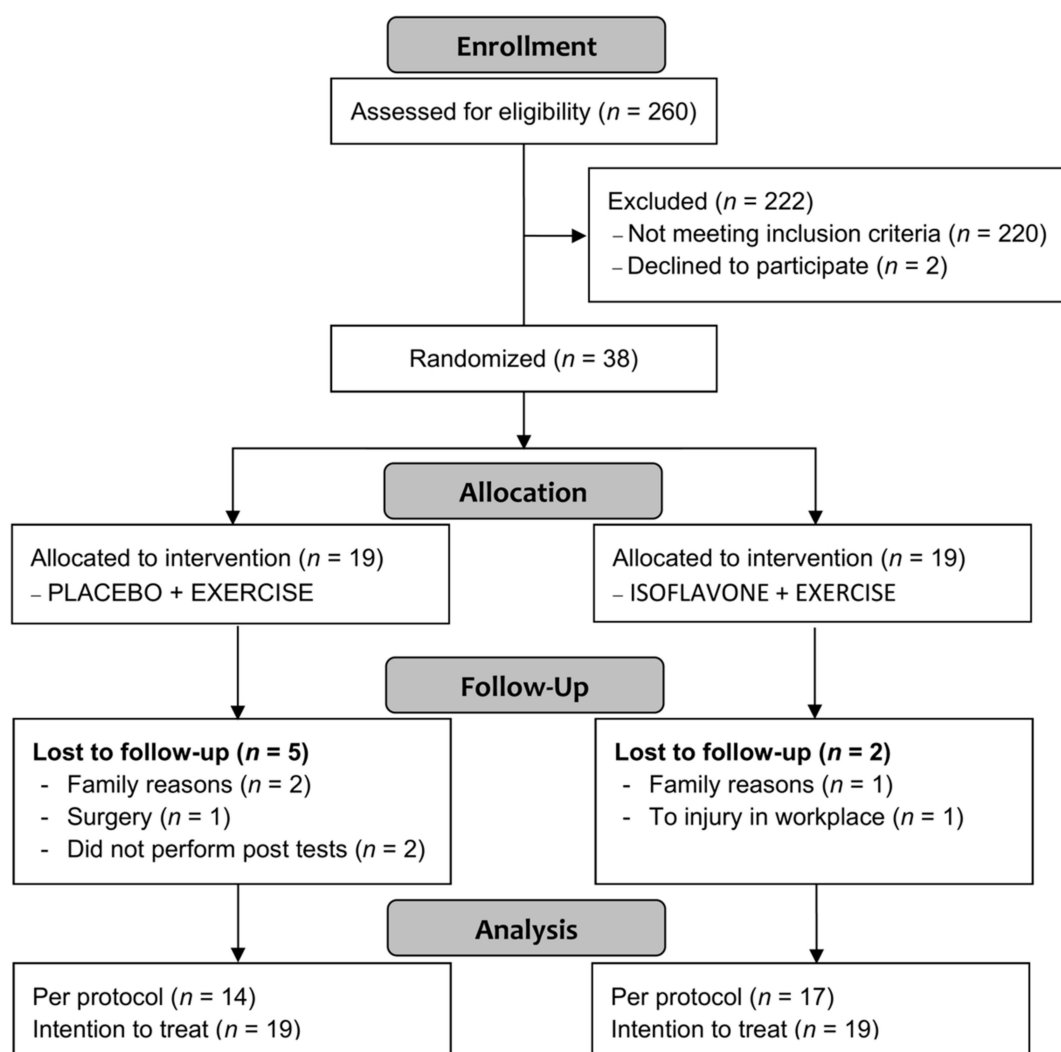 Enrollment
Assessed for eligibility (n = 260)
Excluded (n = 222)
– Not meeting inclusion criteria (n = 220)
– Declined to participate (n = 2)
Randomized (n = 38)
Allocation
Allocated to intervention (n = 19)
– PLACEBO + EXERCISE
Allocated to intervention (n = 19)
– ISOFLAVONE + EXERCISE
Follow-Up
Lost to follow-up (n = 5)
- Family reasons (n = 2)
- Surgery (n = 1)
- Did not perform post tests (n = 2)
Lost to follow-up (n = 2)
- Family reasons (n = 1)
- To injury in workplace (n = 1)
Analysis
Per protocol (n = 14)
Intention to treat (n = 19)
Per protocol (n = 17)
Intention to treat (n = 19)